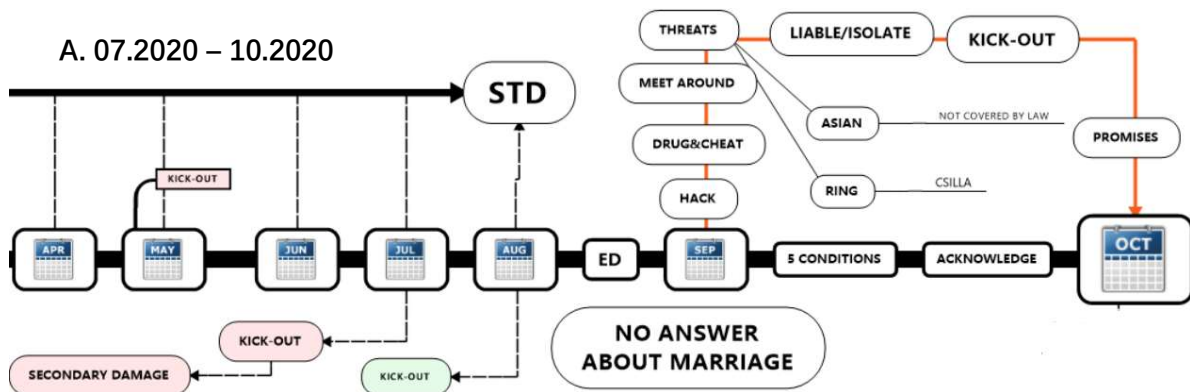 A. 07.2020 – 10.2020
THREATS
LIABLE/ISOLATE
KICK-OUT
STD
MEET AROUND
ASIAN
NOT COVERED BY LAW
PROMISES
DRUG&CHEAT
KICK-OUT
RING
CSILLA
HACK
APR
MAY
JUN
JUL
AUG
ED
SEP
5 CONDITIONS
ACKNOWLEDGE
OCT
KICK-OUT
NO ANSWER
ABOUT MARRIAGE
SECONDARY DAMAGE
KICK-OUT